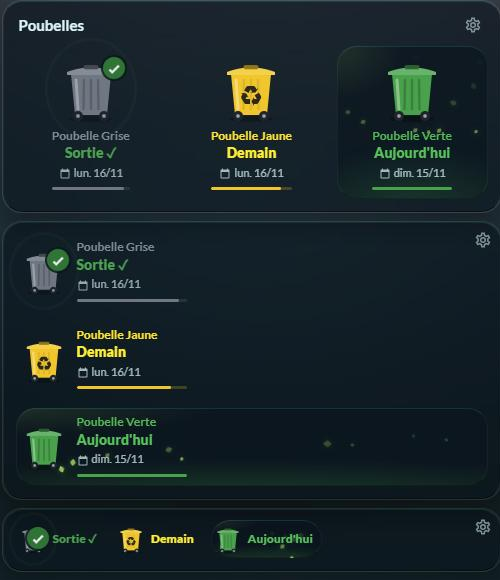 Poubelles
Poubelle Grise
Sortie ✓
lun. 16/11
Poubelle Jaune
Demain
lun. 16/11
Poubelle Verte
Aujourd'hui
dim. 15/11
Poubelle Grise
Sortie ✓
lun. 16/11
Poubelle Jaune
Demain
lun. 16/11
Poubelle Verte
Aujourd'hui
dim. 15/11
Sortie ✓ Demain Aujourd'hui